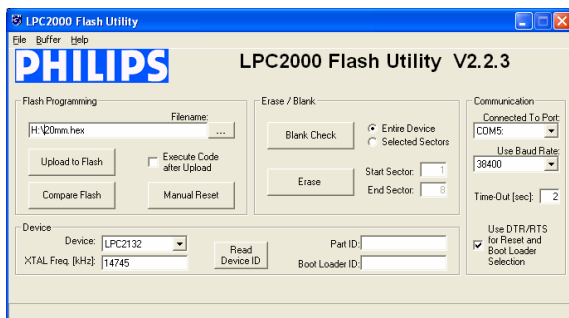 LPC2000 Flash Utility
File Buffer Help
PHILIPS
LPC2000 Flash Utility V2.2.3
Flash Programming
Filename:
H:\20mm.hex
...
Upload to Flash
Execute Code
after Upload
Compare Flash
Manual Reset
Erase / Blank
Blank Check
Entire Device
Selected Sectors
Erase
Start Sector: 1
End Sector: 8
Communication
Connected To Port:
COM5:
Use Baud Rate:
38400
Time-Out [sec]: 2
Use DTR/RTS
for Reset and
Boot Loader
Selection
Device
Device: LPC2132
XTAL Freq. [kHz]: 14745
Read
Device ID
Part ID:
Boot Loader ID: